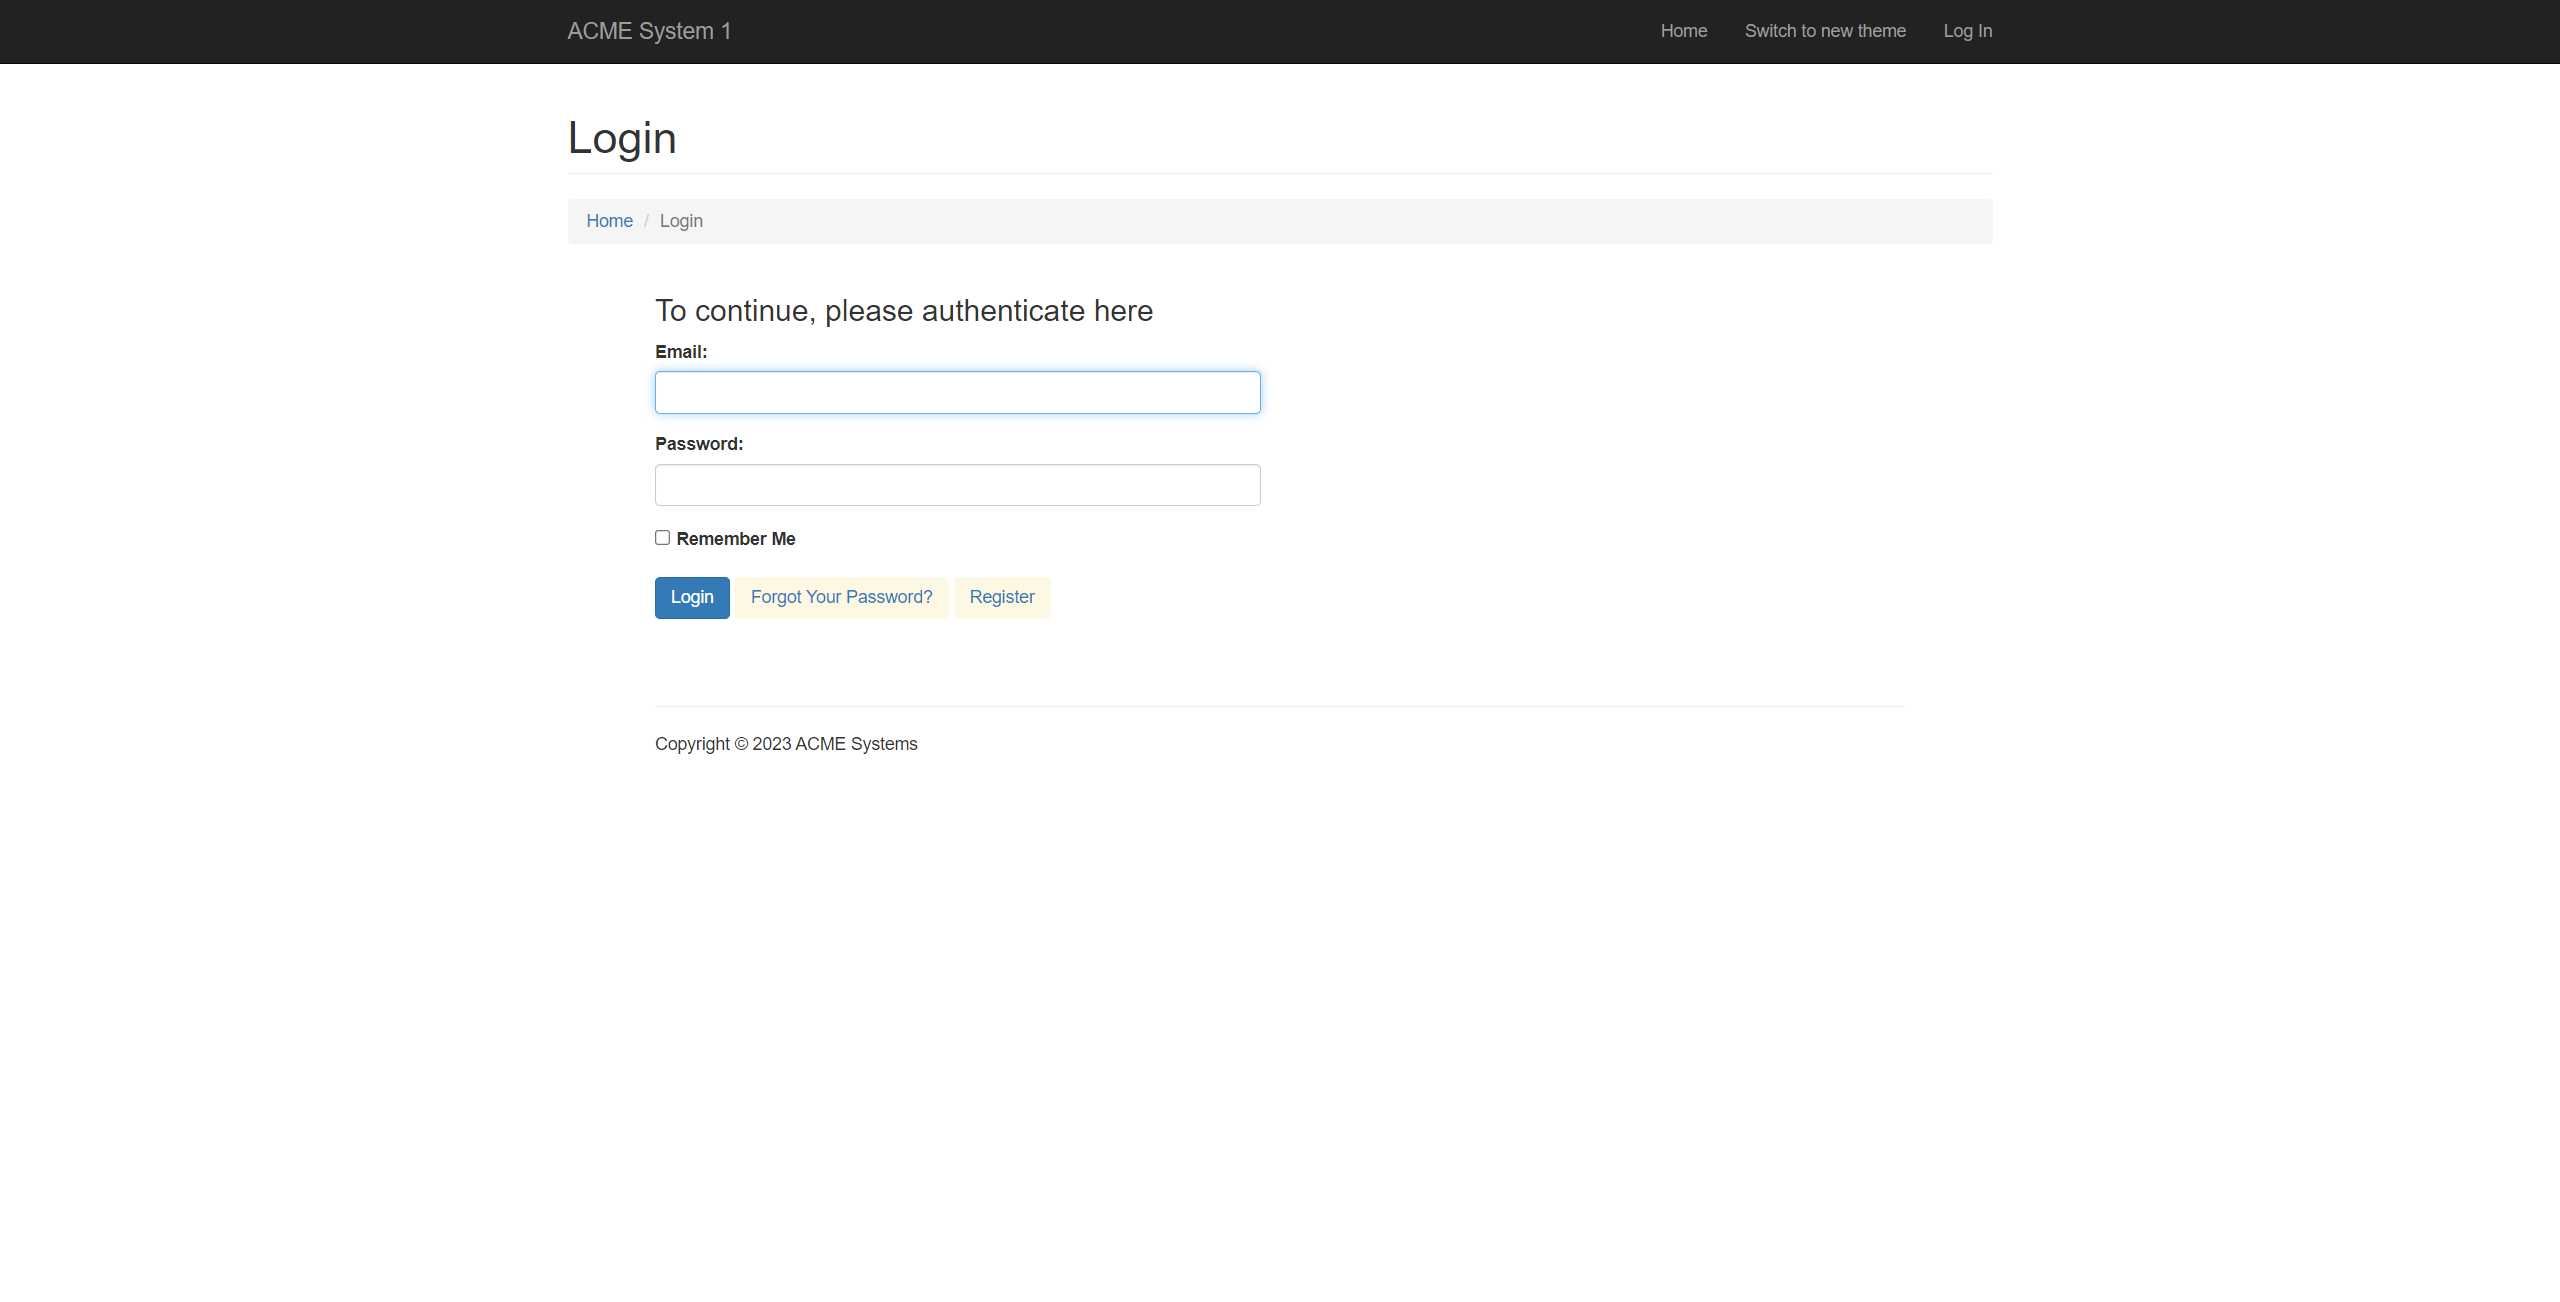 ACME System 1 Home Switch to new theme Log In
Login
Home / Login
To continue, please authenticate here
Email:
Password:
Remember Me
Login Forgot Your Password? Register
Copyright © 2023 ACME Systems